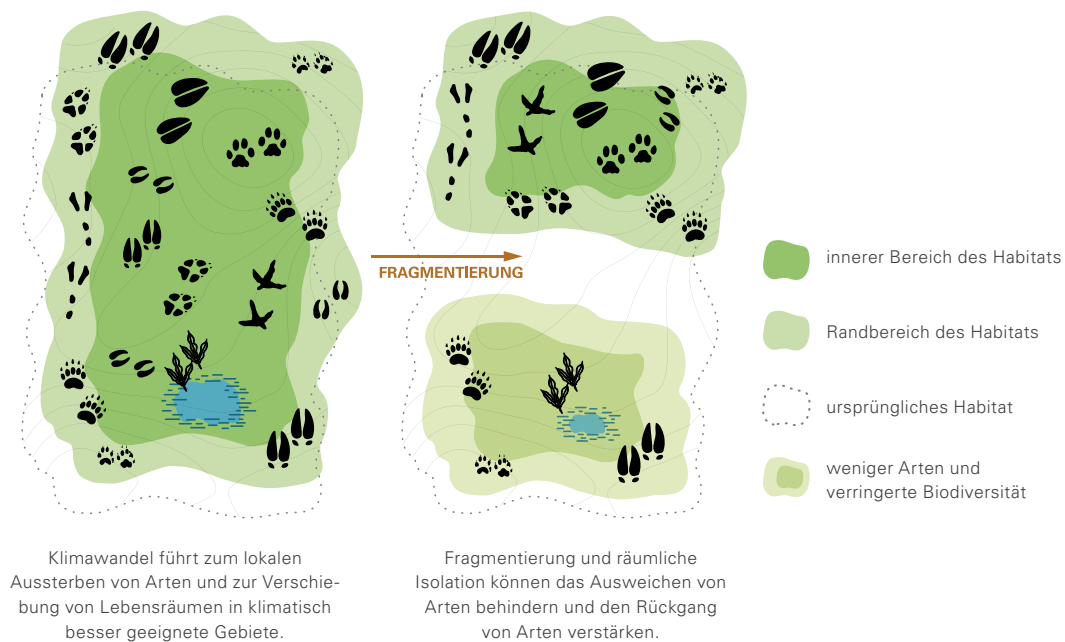 FRAGMENTIERUNG
innerer Bereich des Habitats
Randbereich des Habitats
ursprüngliches Habitat
weniger Arten und
verringerte Biodiversität
Klimawandel führt zum lokalen
Aussterben von Arten und zur Verschie-
bung von Lebensräumen in klimatisch
besser geeignete Gebiete.
Fragmentierung und räumliche
Isolation können das Ausweichen von
Arten behindern und den Rückgang
von Arten verstärken.